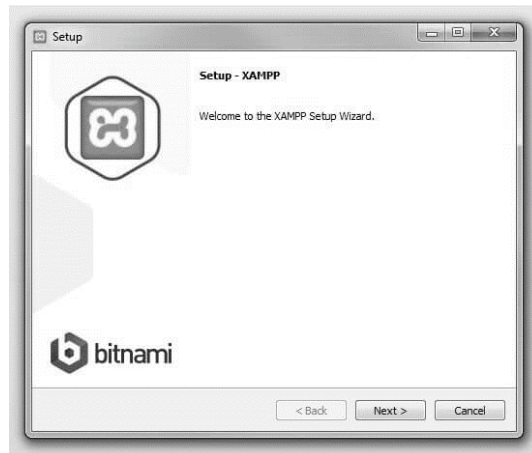 Setup
Setup - XAMPP
Welcome to the XAMPP Setup Wizard.
bitnami
< Back
Next >
Cancel